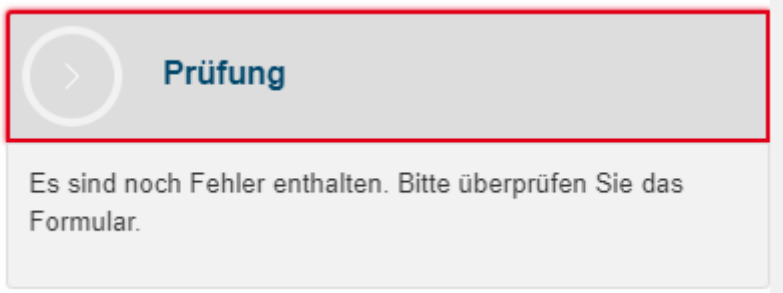 Prüfung
Es sind noch Fehler enthalten. Bitte überprüfen Sie das
Formular.